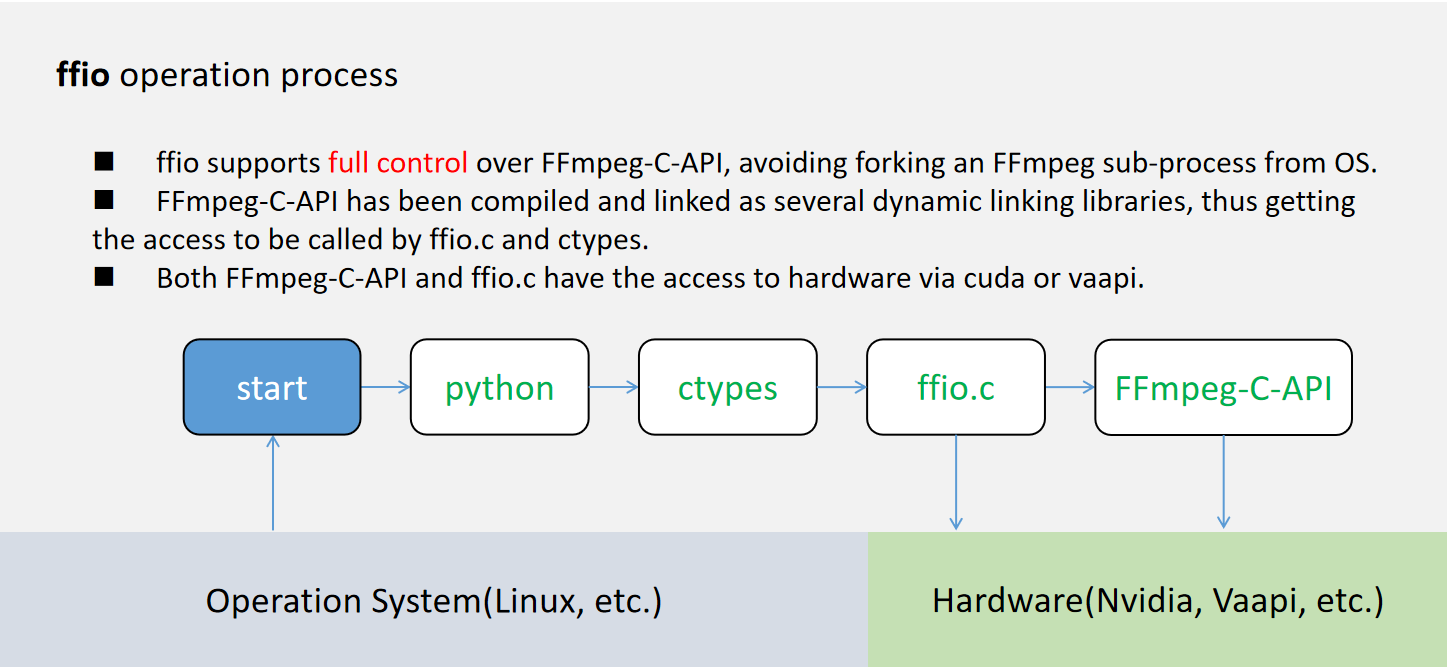 ffio operation process
■ ffio supports full control over FFmpeg-C-API, avoiding forking an FFmpeg sub-process from OS.
■ FFmpeg-C-API has been compiled and linked as several dynamic linking libraries, thus getting
the access to be called by ffio.c and ctypes.
■ Both FFmpeg-C-API and ffio.c have the access to hardware via cuda or vaapi.
start
python
ctypes
ffio.c
FFmpeg-C-API
Operation System(Linux, etc.)
Hardware(Nvidia, Vaapi, etc.)